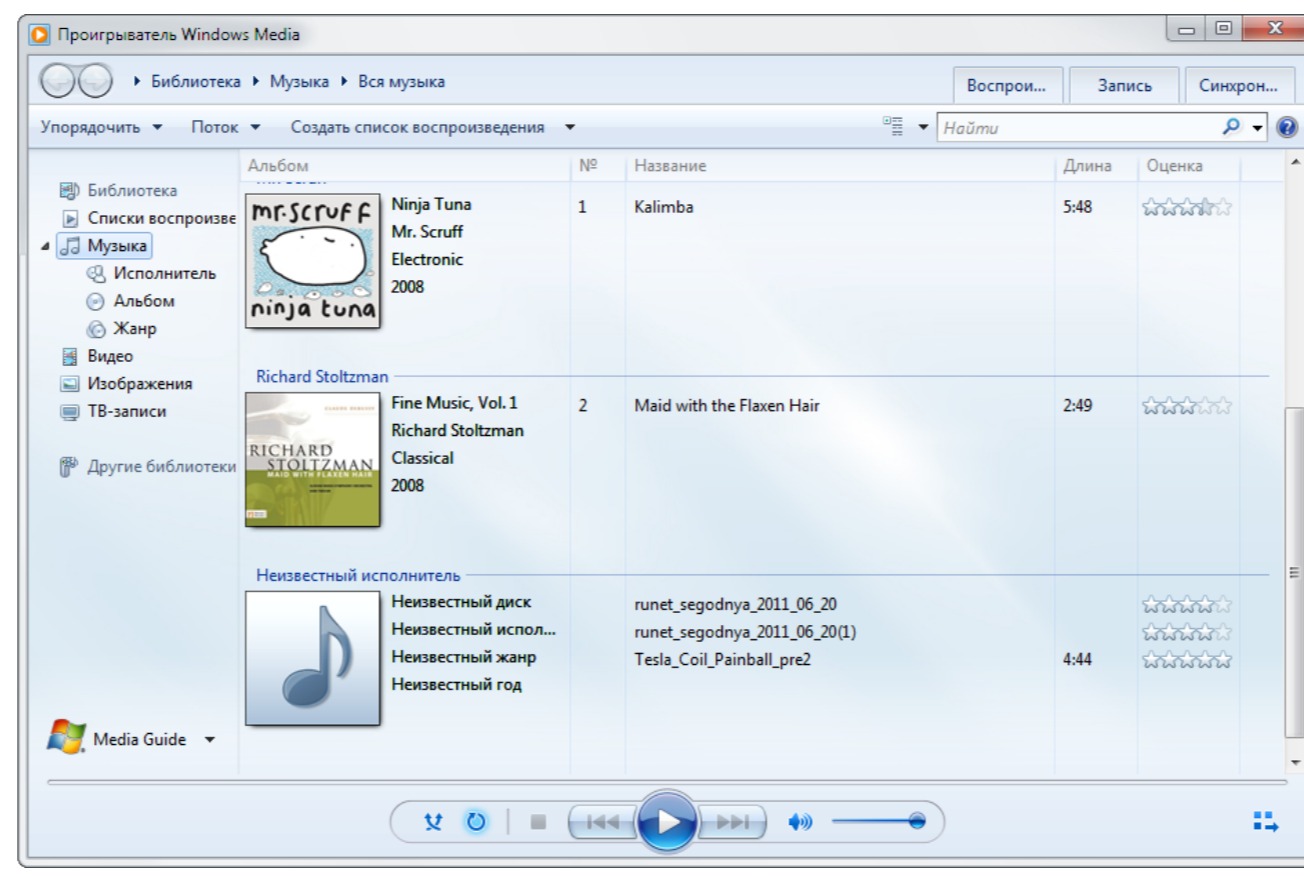 Проигрыватель Windows Media
Библиотека Музыка Вся музыка
Воспрои... Запись Синхрон...
Упорядочить Поток Создать список воспроизведения
Найти
Альбом № Название Длина Оценка
Библиотека
Списки воспроизве
Музыка
Исполнитель
Альбом
Жанр
Видео
Изображения
ТВ-записи
Другие библиотеки
Media Guide
mr.scruff
ninja tuna
Ninja Tuna 1 Kalimba 5:48
Mr. Scruff
Electronic
2008
Richard Stoltzman
RICHARD
STOLTZMAN
MAID WITH FLAXEN HAIR
Fine Music, Vol. 1 2 Maid with the Flaxen Hair 2:49
Richard Stoltzman
Classical
2008
Неизвестный исполнитель
Неизвестный диск runet_segodnya_2011_06_20
Неизвестный испол... runet_segodnya_2011_06_20(1)
Неизвестный жанр Tesla_Coil_Painball_pre2 4:44
Неизвестный год